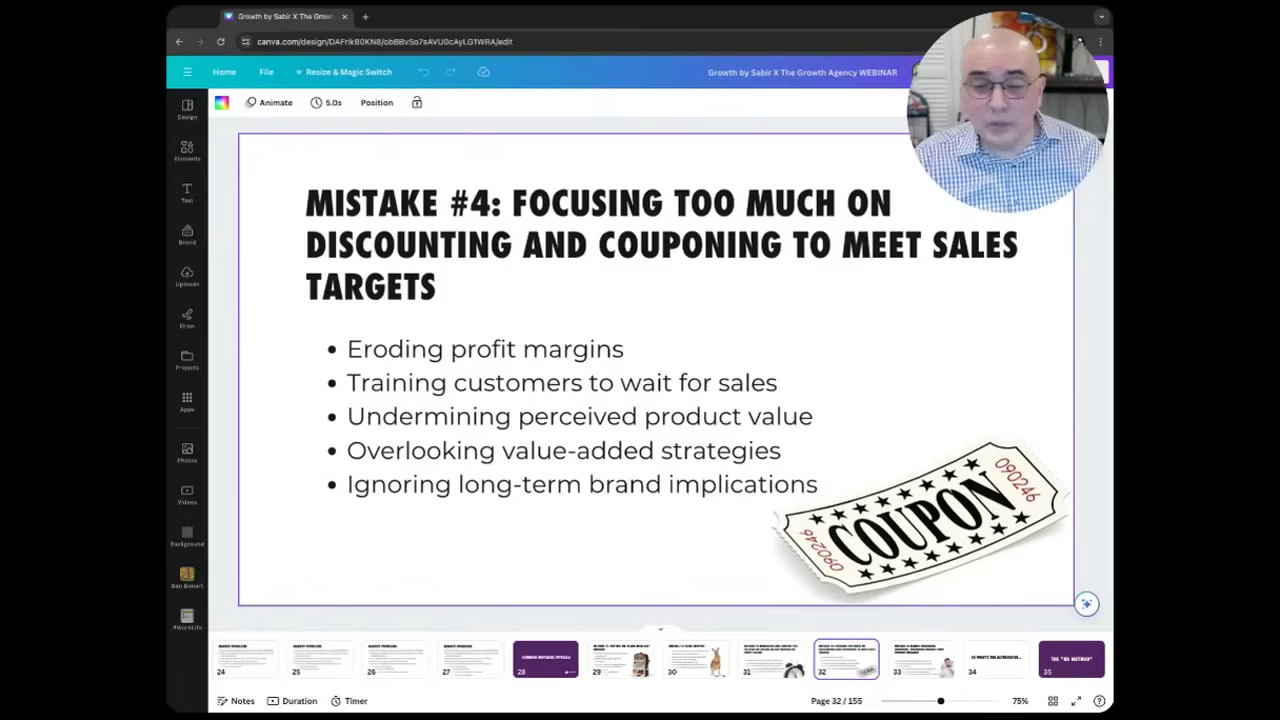 Growth by Sabir X The Grow
canva.com/design/DAFrikB0KN8/obBBvSo7sAVU0cAyLG1WRA/edit
Home
File
Resize & Magic Switch
Growth by Sabir X The Growth Agency WEBINAR
Animate
5.0s
Position
Design
Elements
Text
Brand
Uploads
Draw
Projects
Apps
Photos
Videos
Background
Ben Bonart
#WorkLife
MISTAKE #4: FOCUSING TOO MUCH ON
DISCOUNTING AND COUPONING TO MEET SALES
TARGETS
• Eroding profit margins
• Training customers to wait for sales
• Undermining perceived product value
• Overlooking value-added strategies
• Ignoring long-term brand implications
090246
COUPON
090246
24
25
26
27
28
29
30
31
32
33
34
35
Notes
Duration
Timer
Page 32 / 155
75%